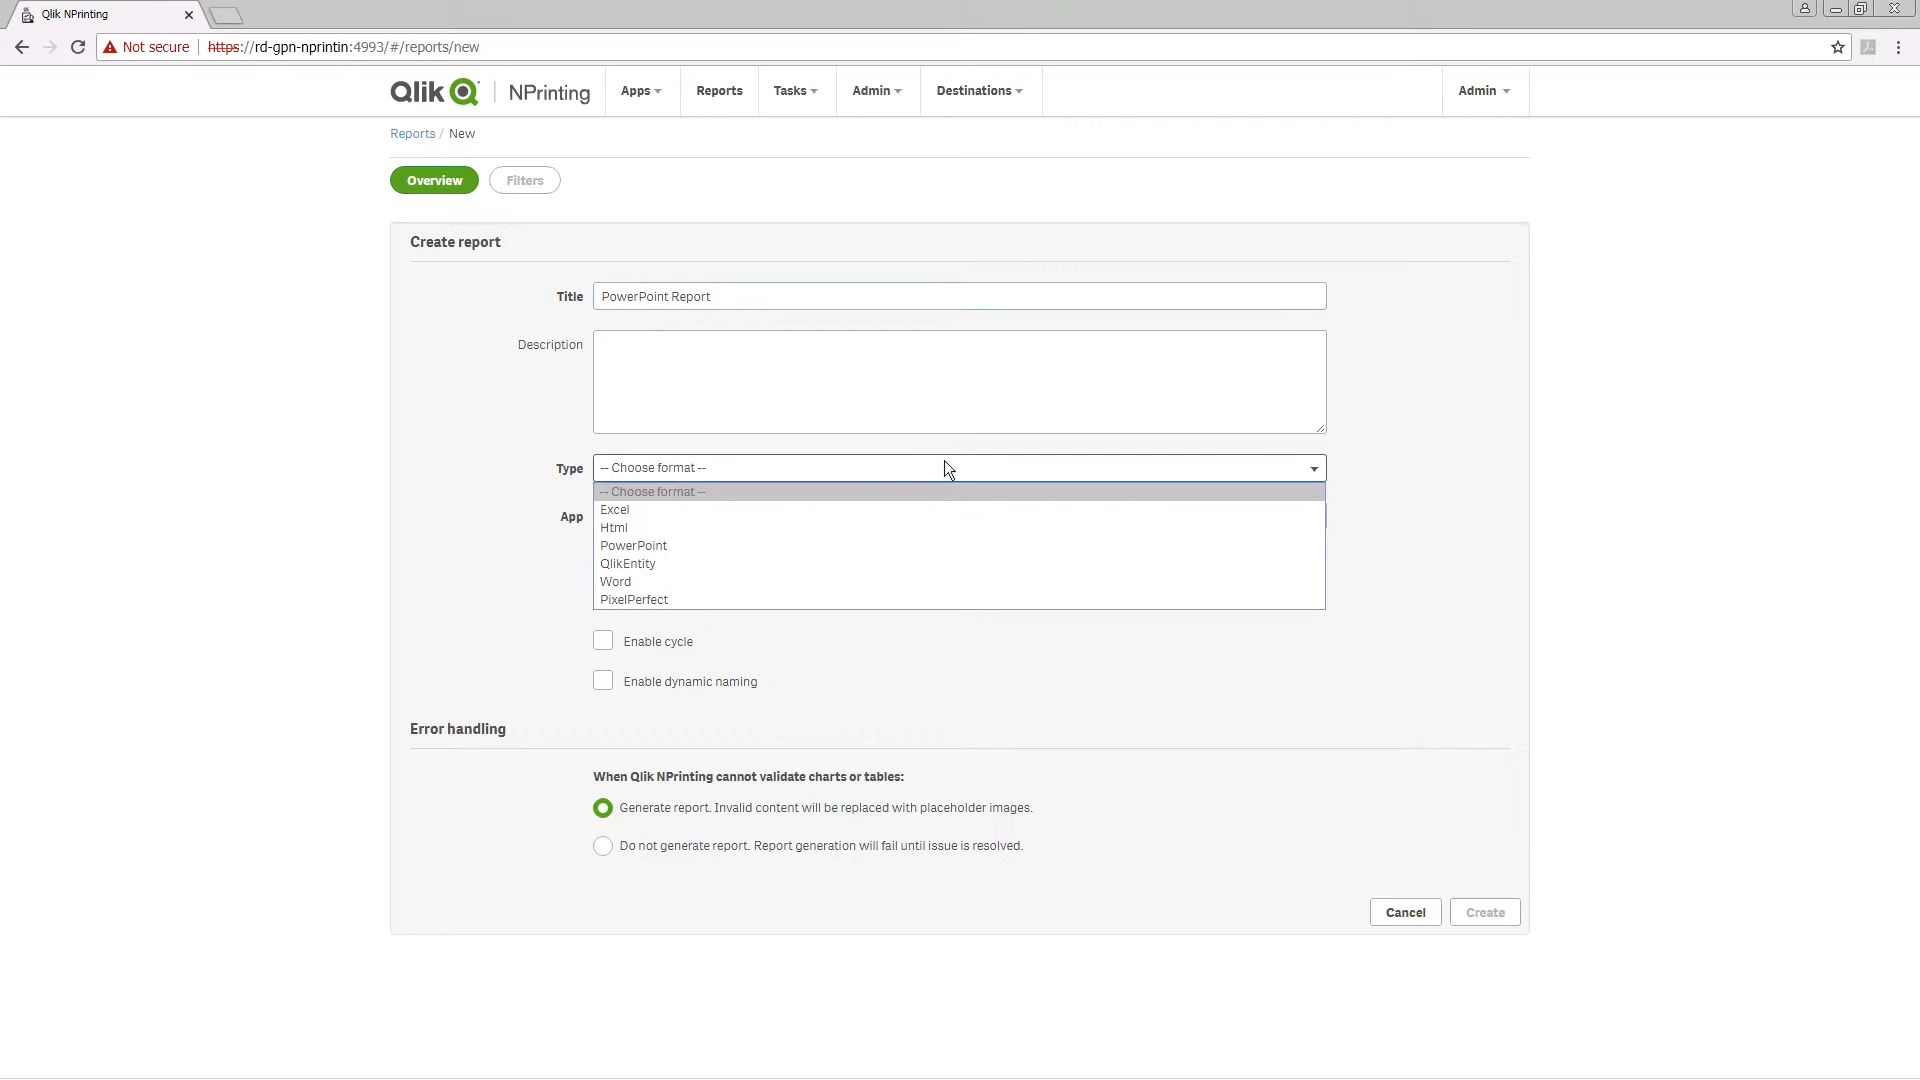 Qlik NPrinting
Not secure https://rd-gpn-nprintin:4993/#/reports/new
Qlik NPrinting Apps Reports Tasks Admin Destinations Admin
Reports / New
Overview Filters
Create report
Title PowerPoint Report
Description
Type -- Choose format --
-- Choose format --
Excel
App
Html
PowerPoint
QlikEntity
Word
PixelPerfect
Enable cycle
Enable dynamic naming
Error handling
When Qlik NPrinting cannot validate charts or tables:
Generate report. Invalid content will be replaced with placeholder images.
Do not generate report. Report generation will fail until issue is resolved.
Cancel Create